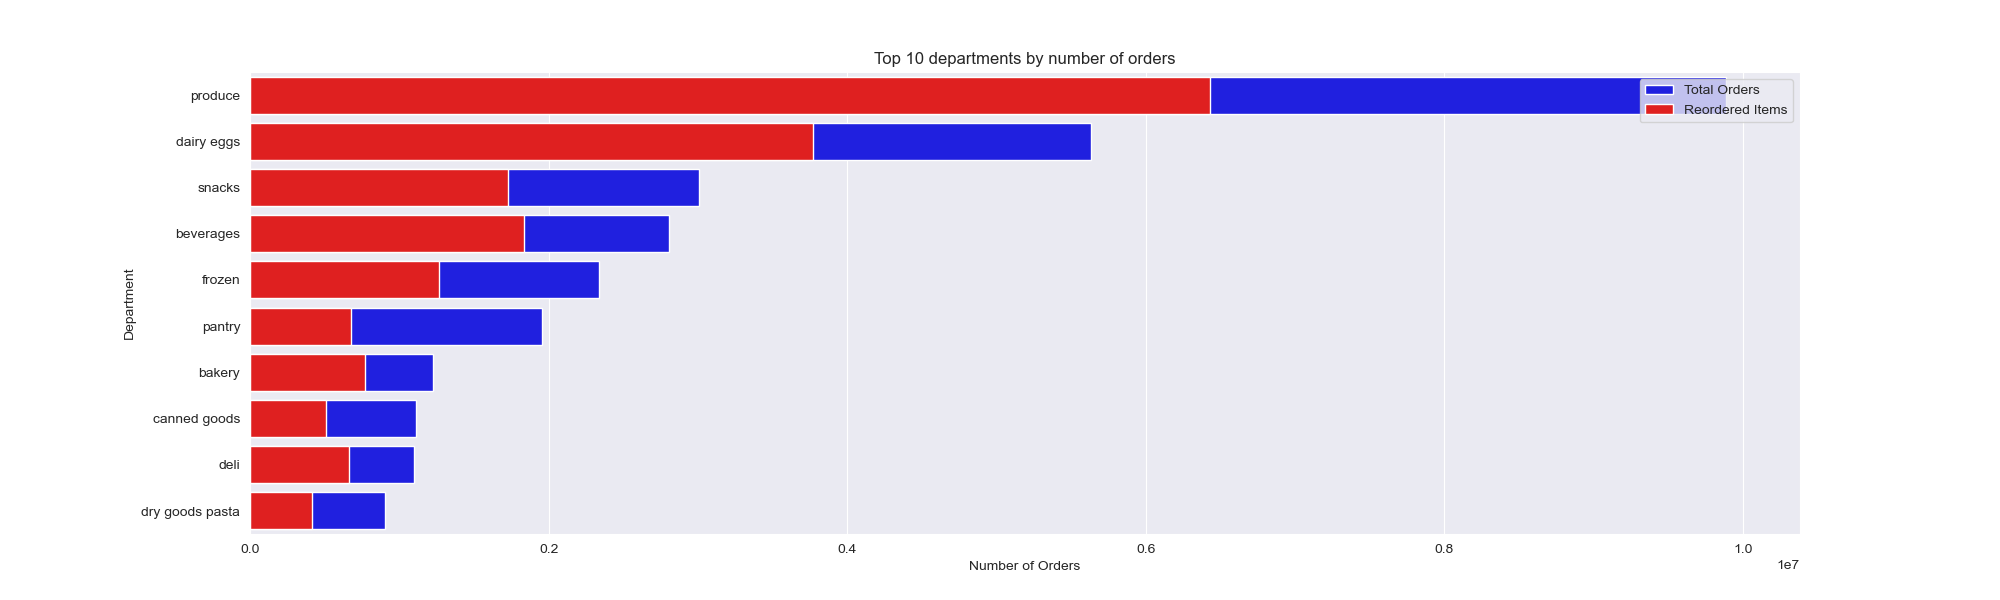 Top 10 departments by number of orders
Total Orders
Reordered Items
Department
produce
dairy eggs
snacks
beverages
frozen
pantry
bakery
canned goods
deli
dry goods pasta
0.0 0.2 0.4 0.6 0.8 1.0
1e7
Number of Orders